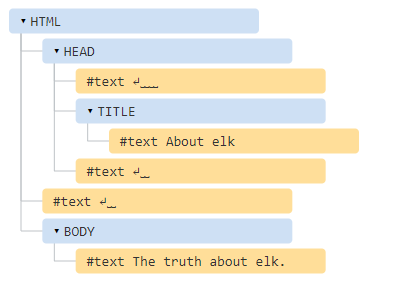 ▾ HTML
▾ HEAD
#text ↵␣␣␣␣
▾ TITLE
#text About elk
#text ↵␣␣
#text ↵␣␣
▾ BODY
#text The truth about elk.